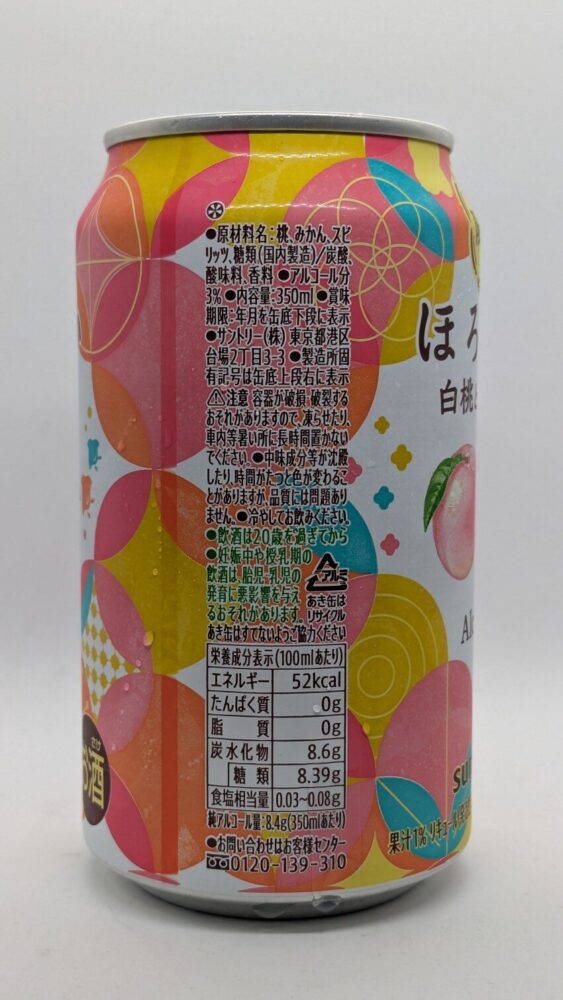 ●原材料名:桃、みかん、スピ
リッツ、糖類(国内製造)/炭酸、
酸味料、香料 ●アルコール分
3% ●内容量:350ml ●賞味
期限:年月を缶底下段に表示
●サントリー(株) 東京都港区
台場2丁目3-3 ●製造所固
有記号は缶底上段右に表示
⚠注意 容器が破損、破裂する
おそれがありますので、凍らせたり、
車内等暑い所に長時間置かない
でください。●中味成分等が沈殿
したり、時間がたつと色が変わるこ
とがありますが、品質には問題あり
ません。●冷やしてお飲みください。
●飲酒は20歳を過ぎてから
●妊娠中や授乳期の
飲酒は、胎児・乳児の
発育に悪影響を与え
るおそれがあります。
アルミ
あき缶は
リサイクル
あき缶はすてないようご協力ください
栄養成分表示(100mlあたり)
エネルギー 52kcal
たんぱく質 0g
脂質 0g
炭水化物 8.6g
糖類 8.39g
食塩相当量 0.03~0.08g
純アルコール量:8.4g(350mlあたり)
●お問い合わせはお客様センター
0120-139-310
ほろ
白桃
Al
SUN
果汁1% リキュール(発泡
お酒